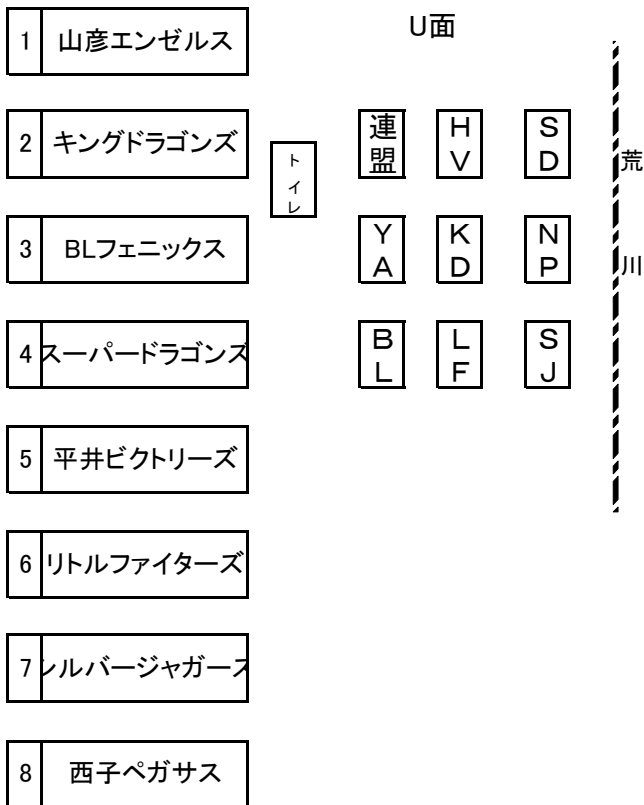 U面
1 山彦エンゼルス
2 キングドラゴンズ
3 BLフェニックス
4 スーパードラゴンズ
5 平井ビクトリーズ
6 リトルファイターズ
7 シルバージャガーズ
8 西子ペガサス
トイレ
連盟 HV SD
YA KD NP
BL LF SJ
荒川